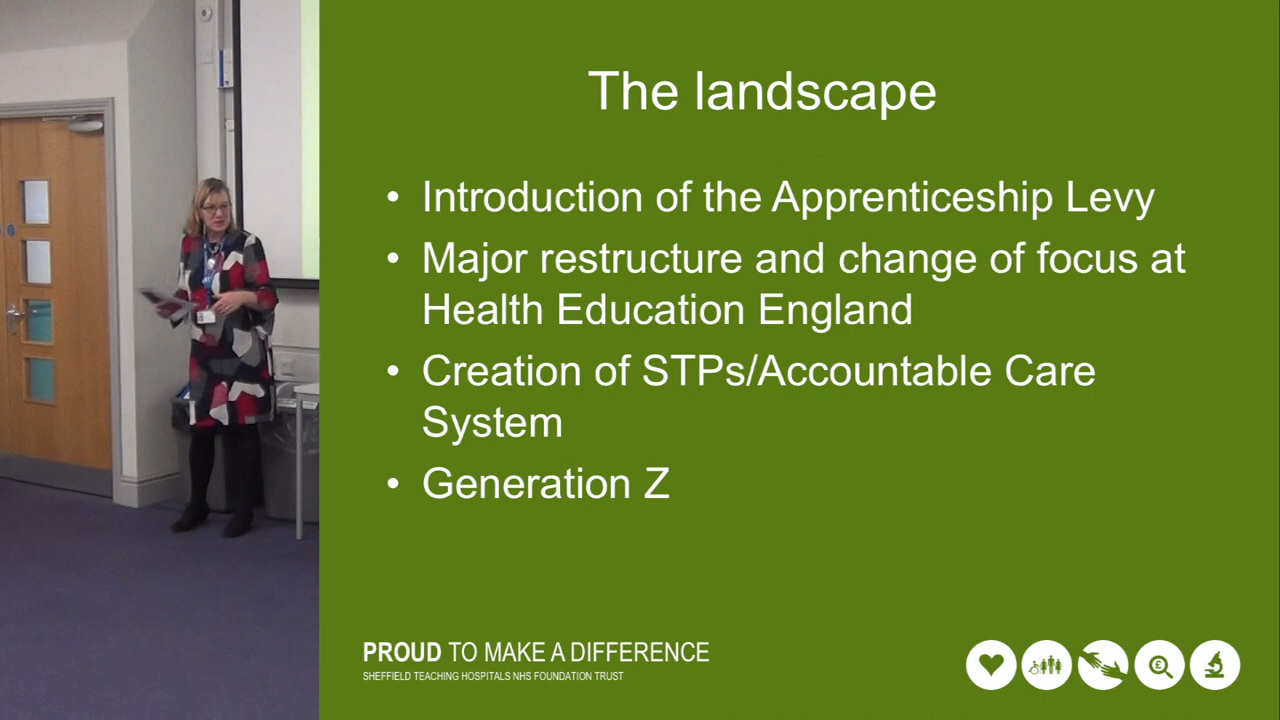 The landscape
• Introduction of the Apprenticeship Levy
• Major restructure and change of focus at
Health Education England
• Creation of STPs/Accountable Care
System
• Generation Z
PROUD TO MAKE A DIFFERENCE
SHEFFIELD TEACHING HOSPITALS NHS FOUNDATION TRUST
£